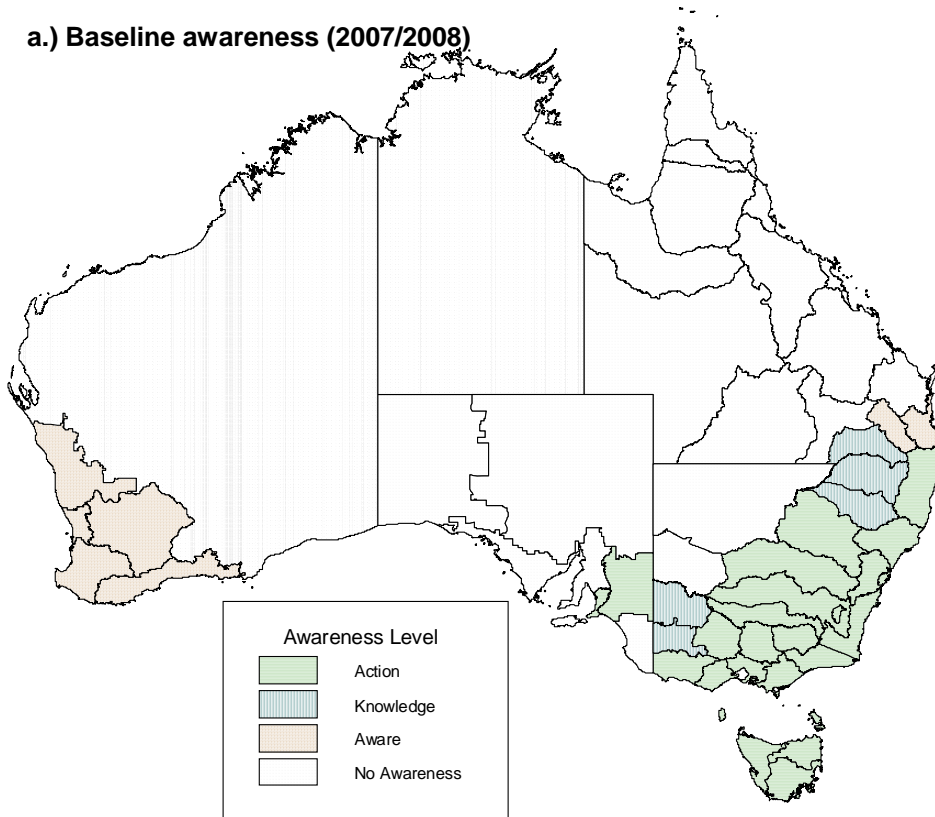 a.) Baseline awareness (2007/2008)
Awareness Level
Action
Knowledge
Aware
No Awareness